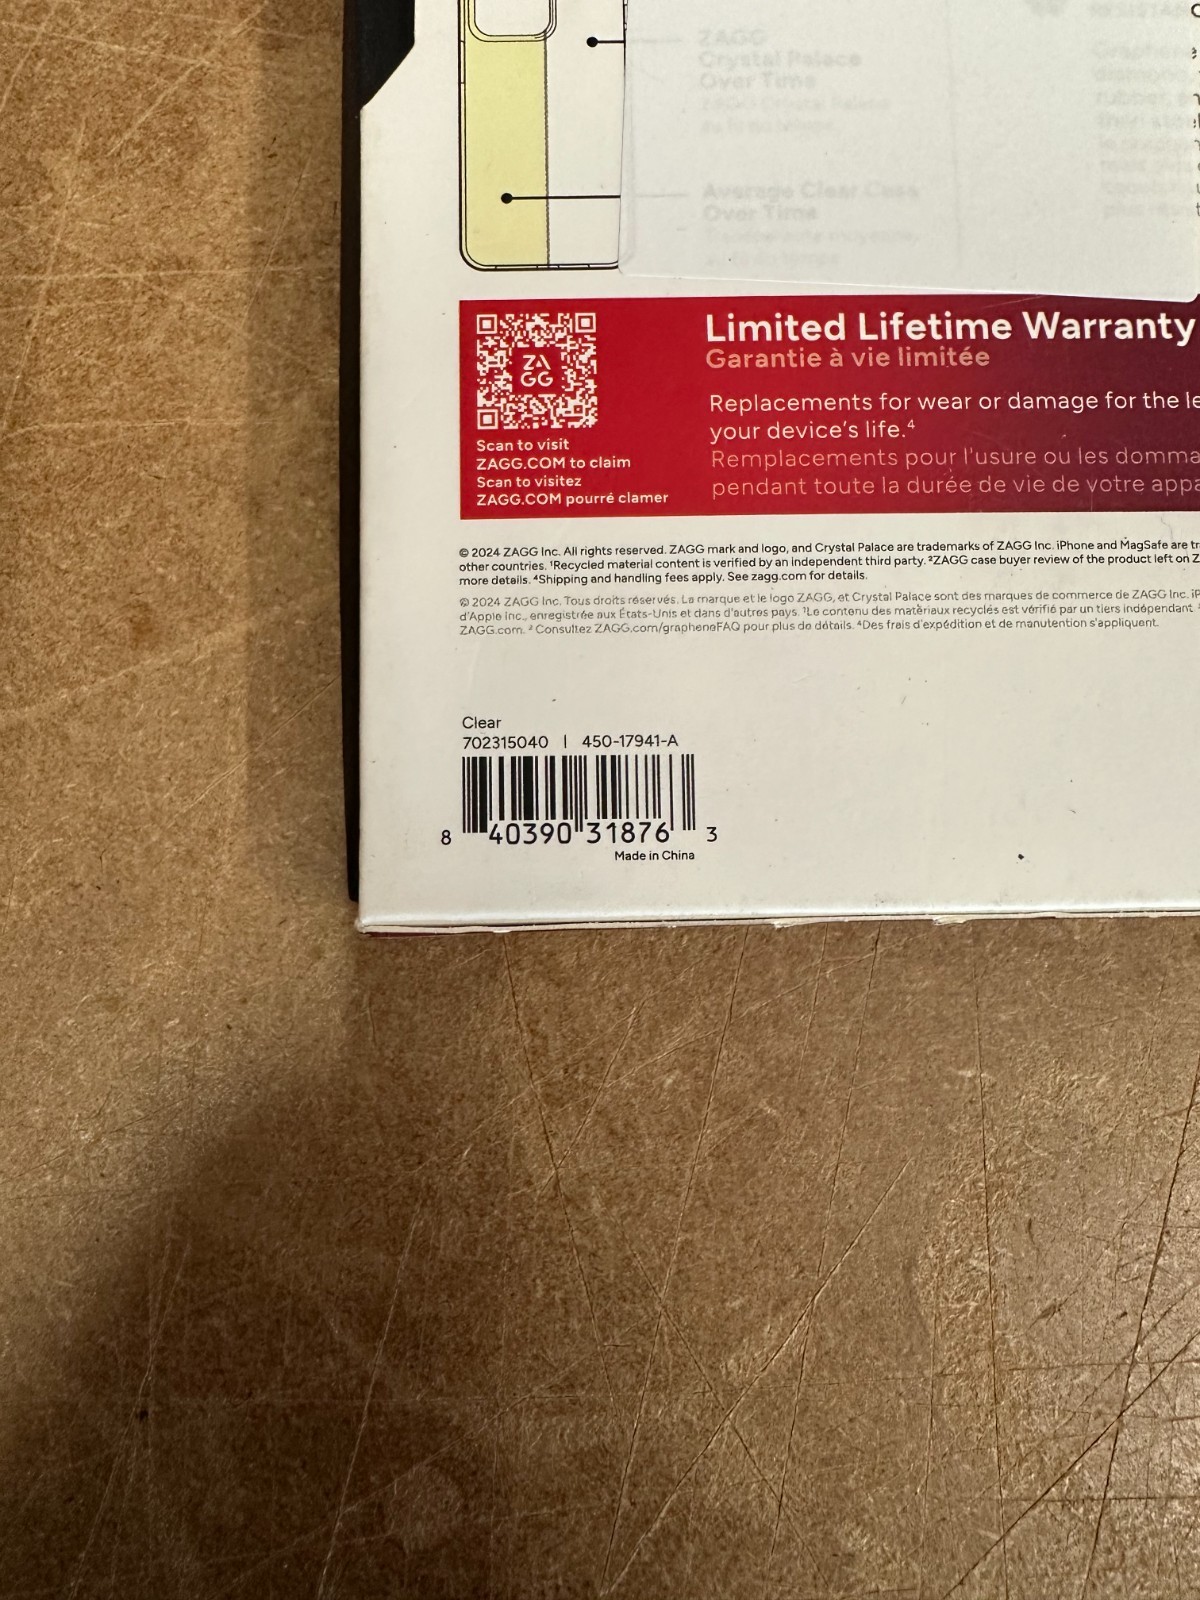 ZAGG
Crystal Palace
Over Time
Average Clear Case
Over Time
ZAGG
Scan to visit
ZAGG.COM to claim
Scan to visitez
ZAGG.COM pourré clamer
Limited Lifetime Warranty
Garantie à vie limitée
Replacements for wear or damage for the
your device's life.⁴
Remplacements pour l'usure ou les
pendant toute la durée de vie de votre
© 2024 ZAGG Inc. All rights reserved. ZAGG mark and logo, and Crystal Palace are trademarks of ZAGG Inc. iPhone and MagSafe are
other countries. ¹Recycled material content is verified by an independent third party. ²ZAGG case buyer review of the product left on
more details. ⁴Shipping and handling fees apply. See zagg.com for details.
© 2024 ZAGG Inc. Tous droits réservés. La marque et le logo ZAGG, et Crystal Palace sont des marques de commerce de ZAGG Inc.
d'Apple Inc., enregistrée aux États-Unis et dans d'autres pays. ¹Le contenu des matériaux recyclés est vérifié par un tiers indépendant
ZAGG.com. ³ Consultez ZAGG.com/grapheneFAQ pour plus de détails. ⁴Des frais d'expédition et de manutention s'appliquent.
Clear
702315040 | 450-17941-A
8 40390 31876 3
Made in China